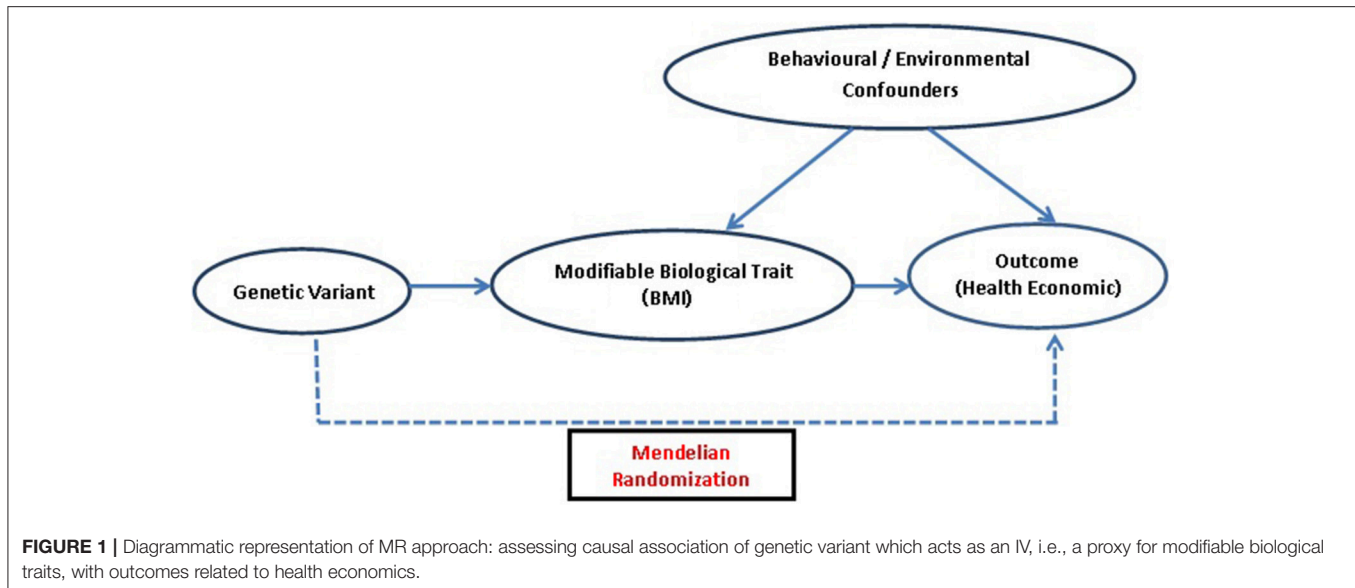 Behavioural / Environmental
Confounders
Modifiable Biological Trait
(BMI)
Outcome
(Health Economic)
Genetic Variant
Mendelian
Randomization
FIGURE 1 | Diagrammatic representation of MR approach: assessing causal association of genetic variant which acts as an IV, i.e., a proxy for modifiable biological
traits, with outcomes related to health economics.